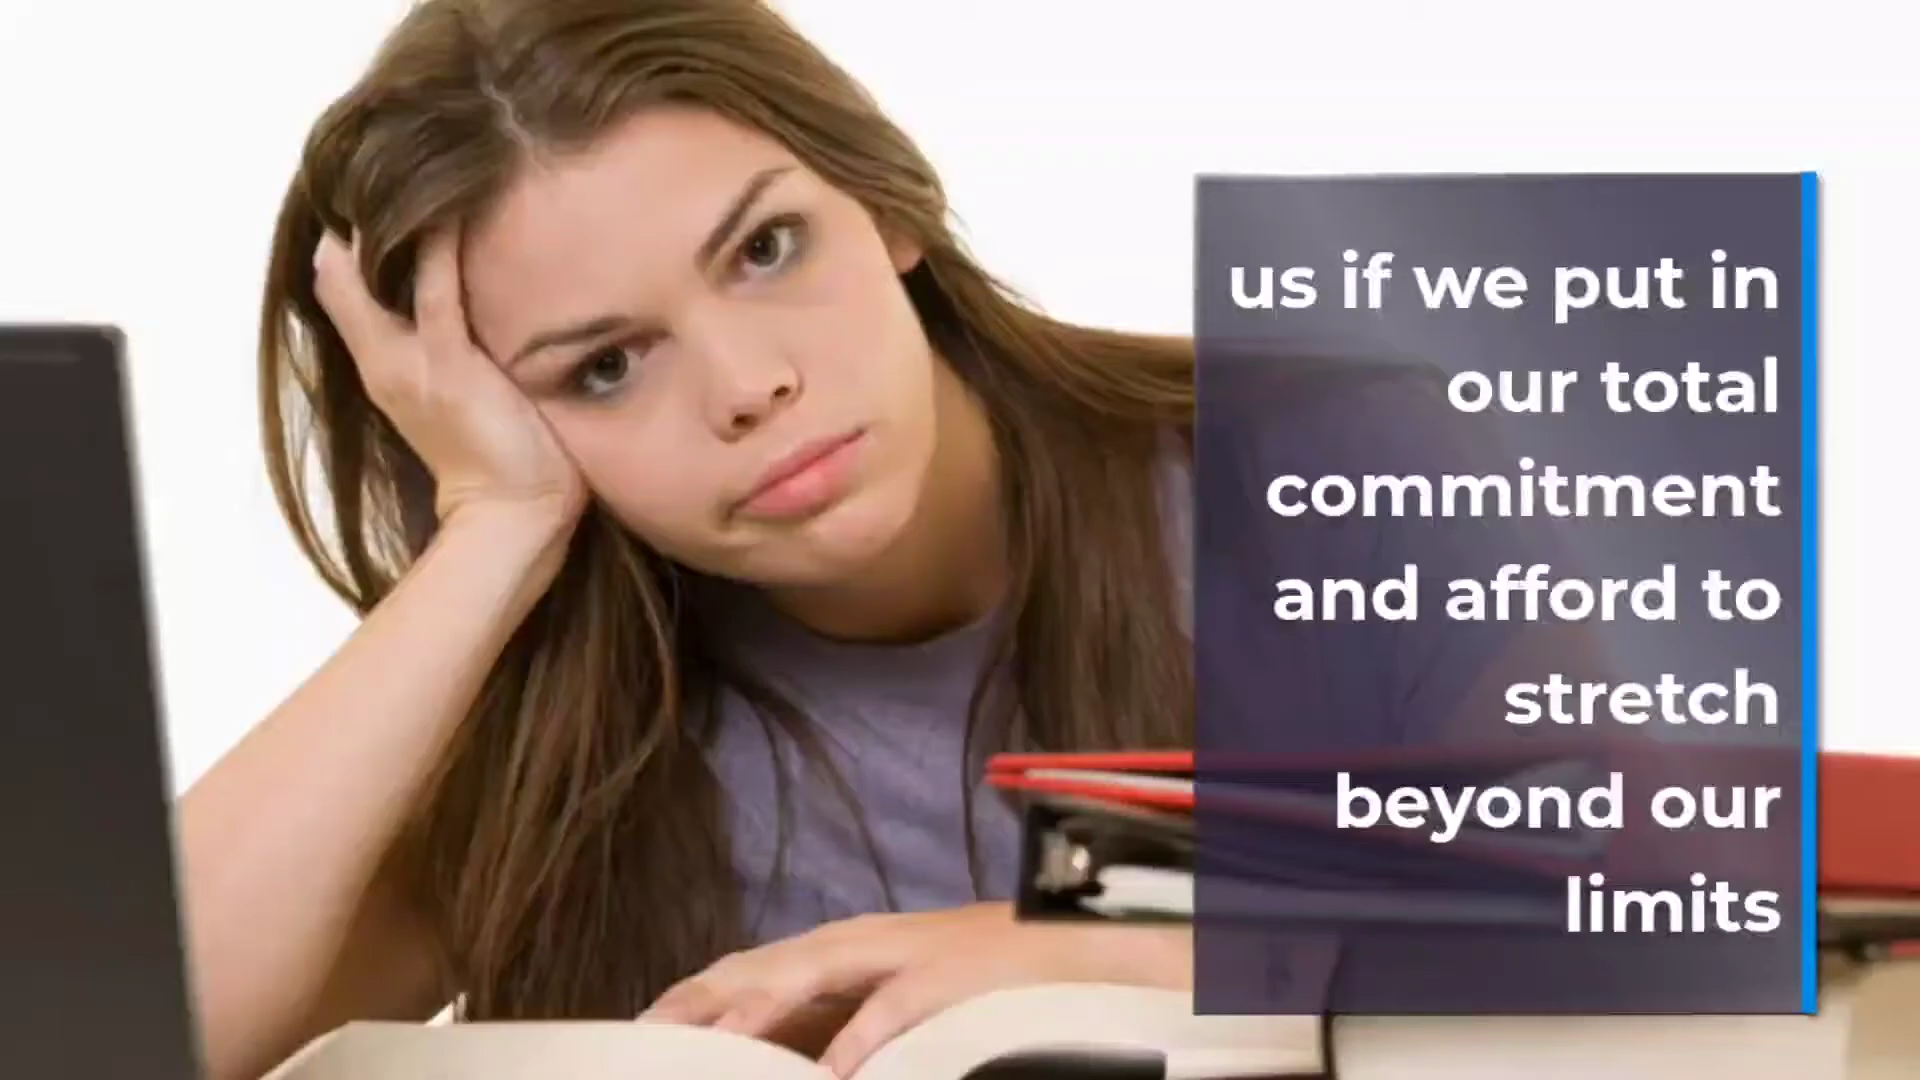 us if we put in
our total
commitment
and afford to
stretch
beyond our
limits